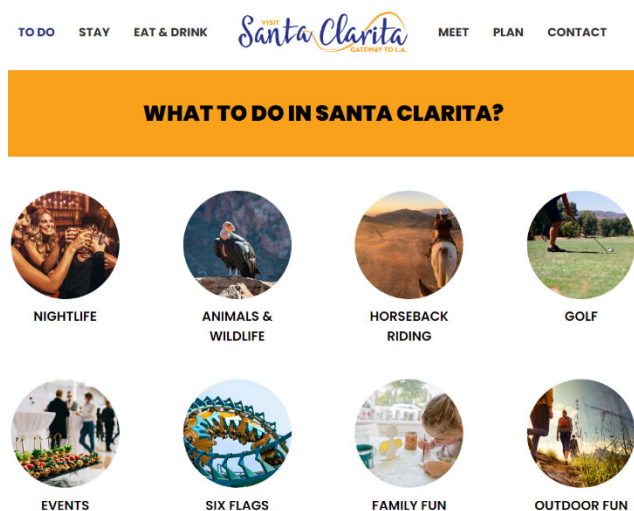 TO DO STAY EAT & DRINK VISIT Santa Clarita GATEWAY TO L.A. MEET PLAN CONTACT
WHAT TO DO IN SANTA CLARITA?
NIGHTLIFE
ANIMALS &
WILDLIFE
HORSEBACK
RIDING
GOLF
EVENTS
SIX FLAGS
FAMILY FUN
OUTDOOR FUN